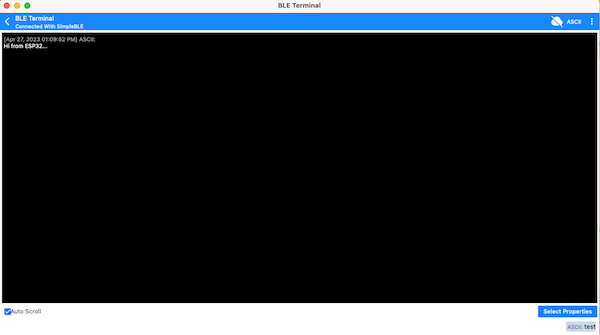 BLE Terminal
BLE Terminal
Connected With SimpleBLE
ASCII
[Apr 27, 2023 01:09:52 PM] ASCII:
Hi from ESP32...
Auto Scroll
Select Properties
ASCII: test